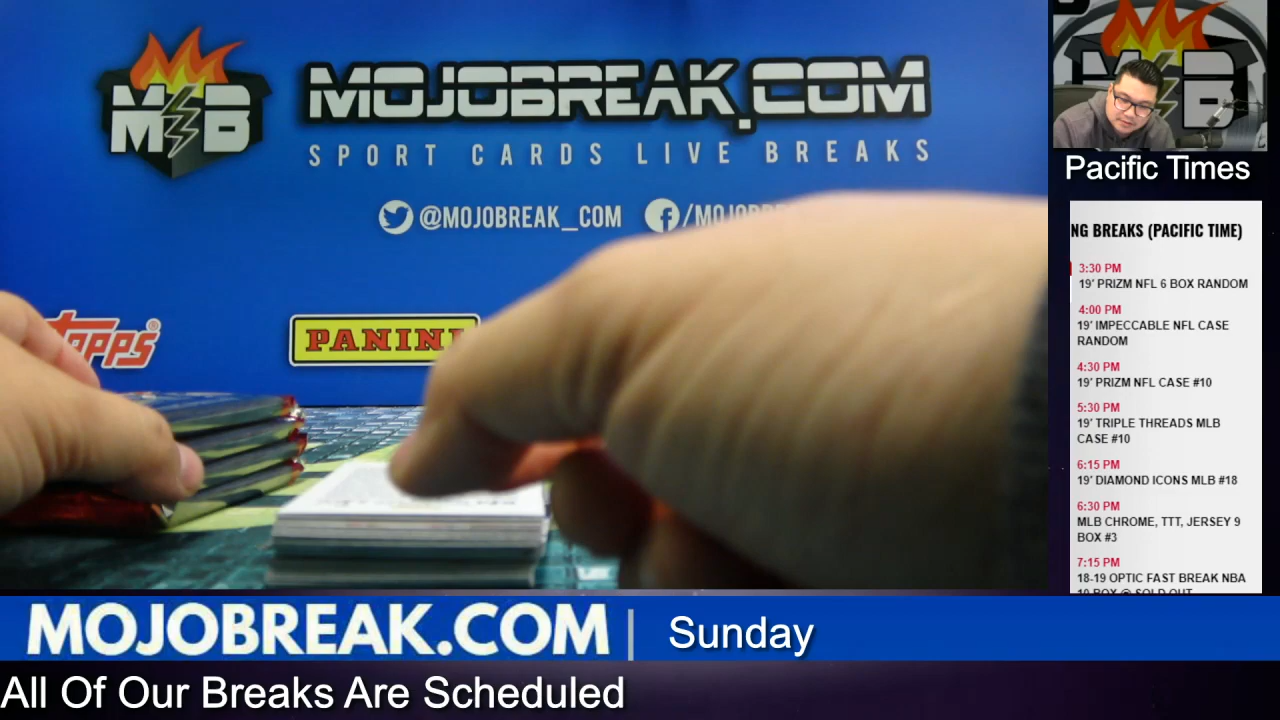 M B
MOJOBREAK.COM
SPORT CARDS LIVE BREAKS
@MOJOBREAK_COM
TOPPS®
PANINI
M B
Pacific Times
NG BREAKS (PACIFIC TIME)
3:30 PM
19' PRIZM NFL 6 BOX RANDOM
4:00 PM
19' IMPECCABLE NFL CASE
RANDOM
4:30 PM
19' PRIZM NFL CASE #10
5:30 PM
19' TRIPLE THREADS MLB
CASE #10
6:15 PM
19' DIAMOND ICONS MLB #18
6:30 PM
MLB CHROME, TTT, JERSEY 9
BOX #3
7:15 PM
18-19 OPTIC FAST BREAK NBA
10 BOX @ SOLD OUT
MOJOBREAK.COM | Sunday
All Of Our Breaks Are Scheduled